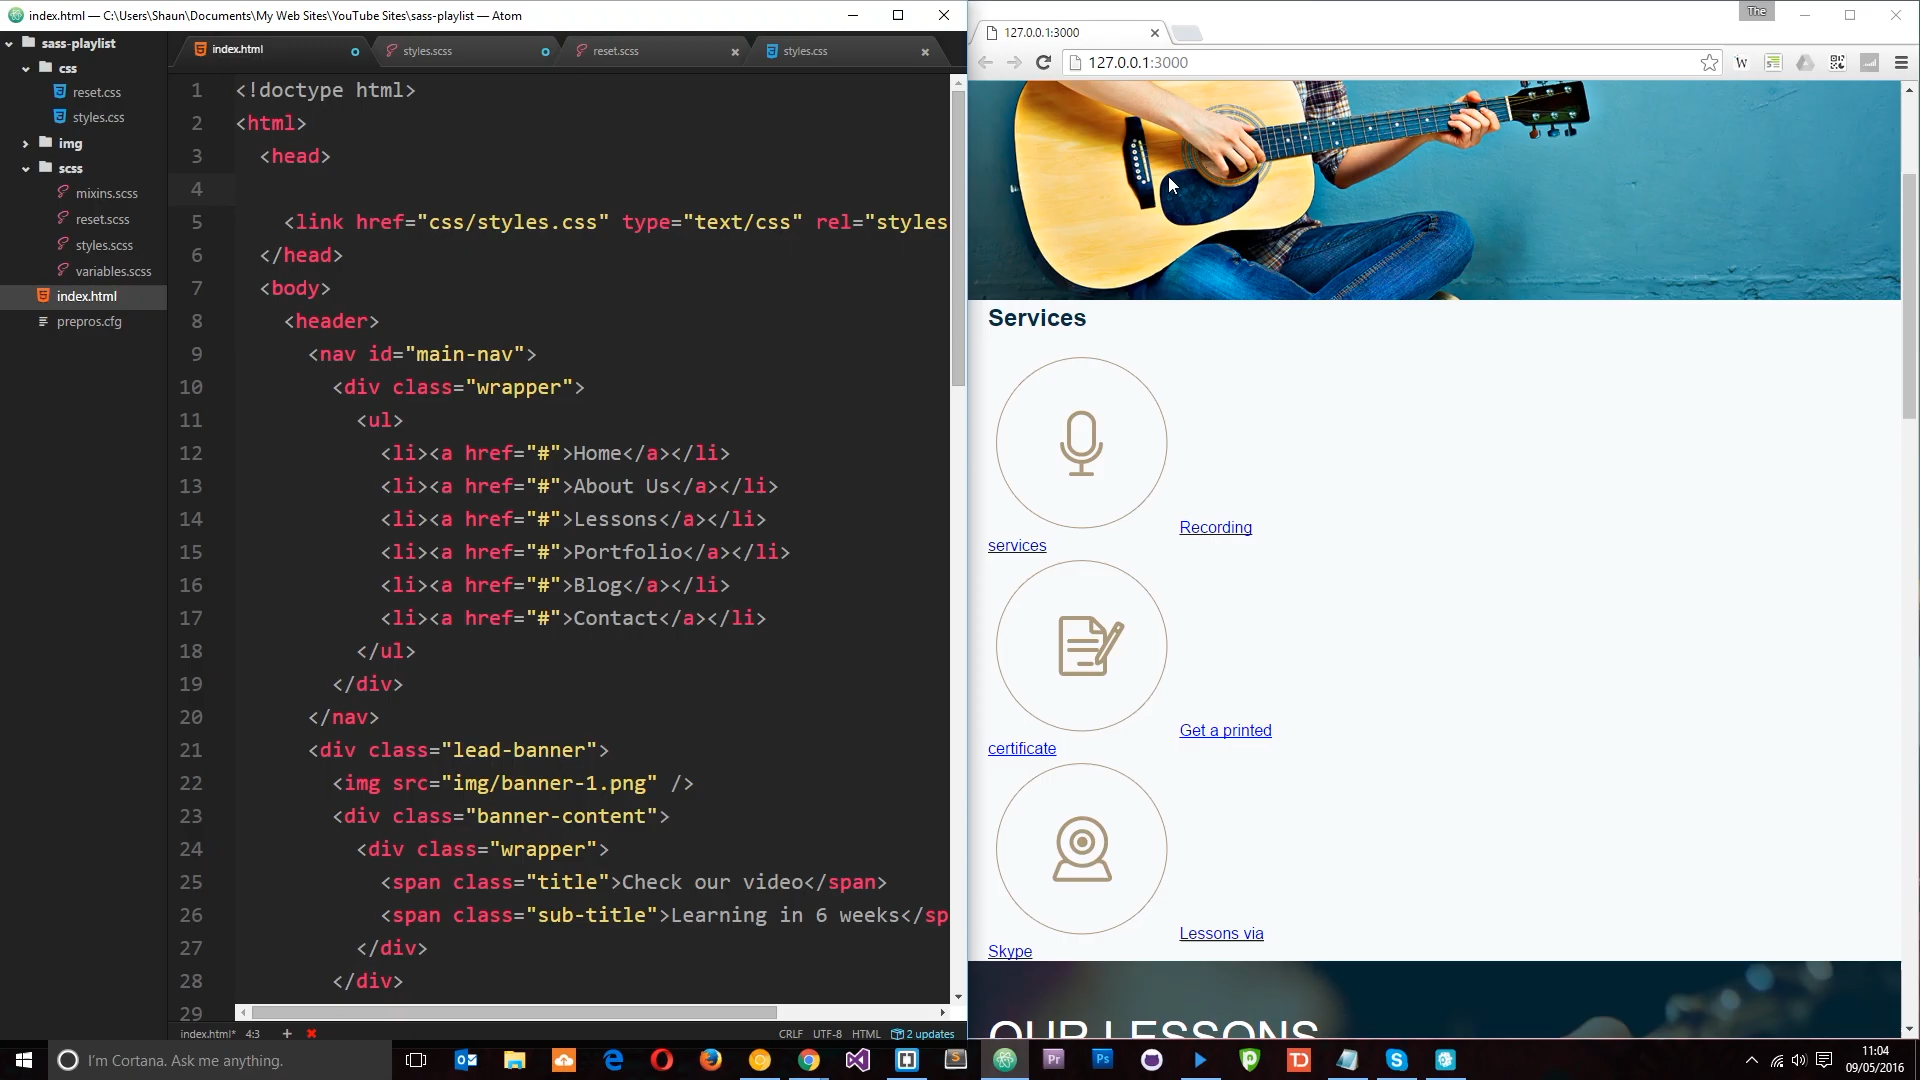 index.html — C:\Users\Shaun\Documents\My Web Sites\YouTube Sites\sass-playlist — Atom
sass-playlist
css
reset.css
styles.css
img
scss
mixins.scss
reset.scss
styles.scss
variables.scss
index.html
prepros.cfg
index.html
styles.scss
reset.scss
styles.css
1 <!doctype html>
2 <html>
3 <head>
4
5 <link href="css/styles.css" type="text/css" rel="styles
6 </head>
7 <body>
8 <header>
9 <nav id="main-nav">
10 <div class="wrapper">
11 <ul>
12 <li><a href="#">Home</a></li>
13 <li><a href="#">About Us</a></li>
14 <li><a href="#">Lessons</a></li>
15 <li><a href="#">Portfolio</a></li>
16 <li><a href="#">Blog</a></li>
17 <li><a href="#">Contact</a></li>
18 </ul>
19 </div>
20 </nav>
21 <div class="lead-banner">
22 <img src="img/banner-1.png" />
23 <div class="banner-content">
24 <div class="wrapper">
25 <span class="title">Check our video</span>
26 <span class="sub-title">Learning in 6 weeks</sp
27 </div>
28 </div>
29
index.html* 4:3 CRLF UTF-8 HTML 2 updates
The
127.0.0.1:3000
127.0.0.1:3000
Services
Recording
services
Get a printed
certificate
Lessons via
Skype
OUR LESSONS
I'm Cortana. Ask me anything.
11:04
09/05/2016